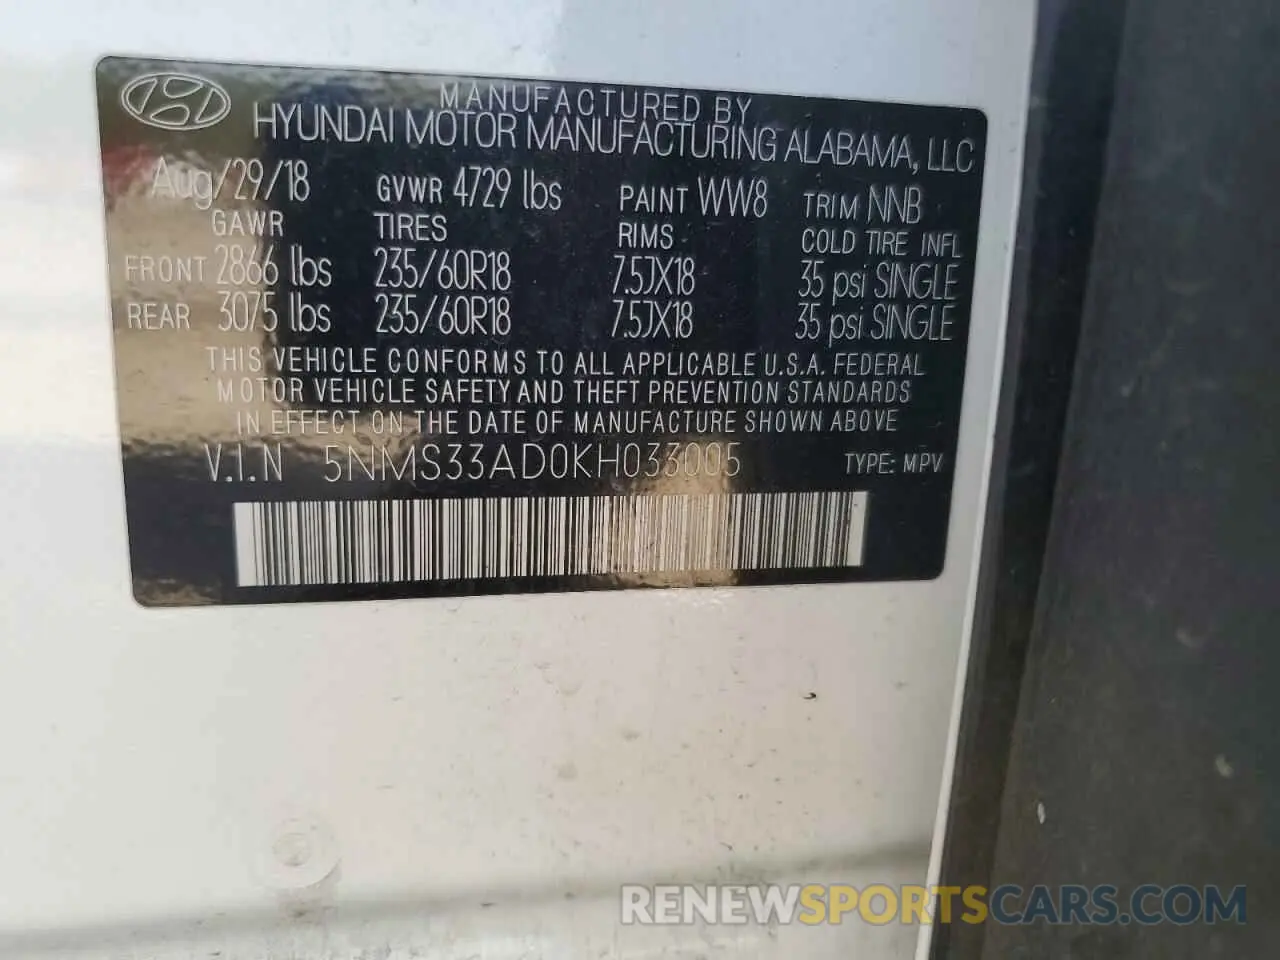 MANUFACTURED BY
HYUNDAI MOTOR MANUFACTURING ALABAMA, LLC
Aug/29/18 GVWR 4729 lbs PAINT WW8 TRIM NNB
GAWR TIRES RIMS COLD TIRE INFL
FRONT 2866 lbs 235/60R18 7.5JX18 35 psi SINGLE
REAR 3075 lbs 235/60R18 7.5JX18 35 psi SINGLE
THIS VEHICLE CONFORMS TO ALL APPLICABLE U.S.A. FEDERAL
MOTOR VEHICLE SAFETY AND THEFT PREVENTION STANDARDS
IN EFFECT ON THE DATE OF MANUFACTURE SHOWN ABOVE
V.I.N 5NMS33AD0KH033005 TYPE: MPV
RENEWSPORTSCARS.COM